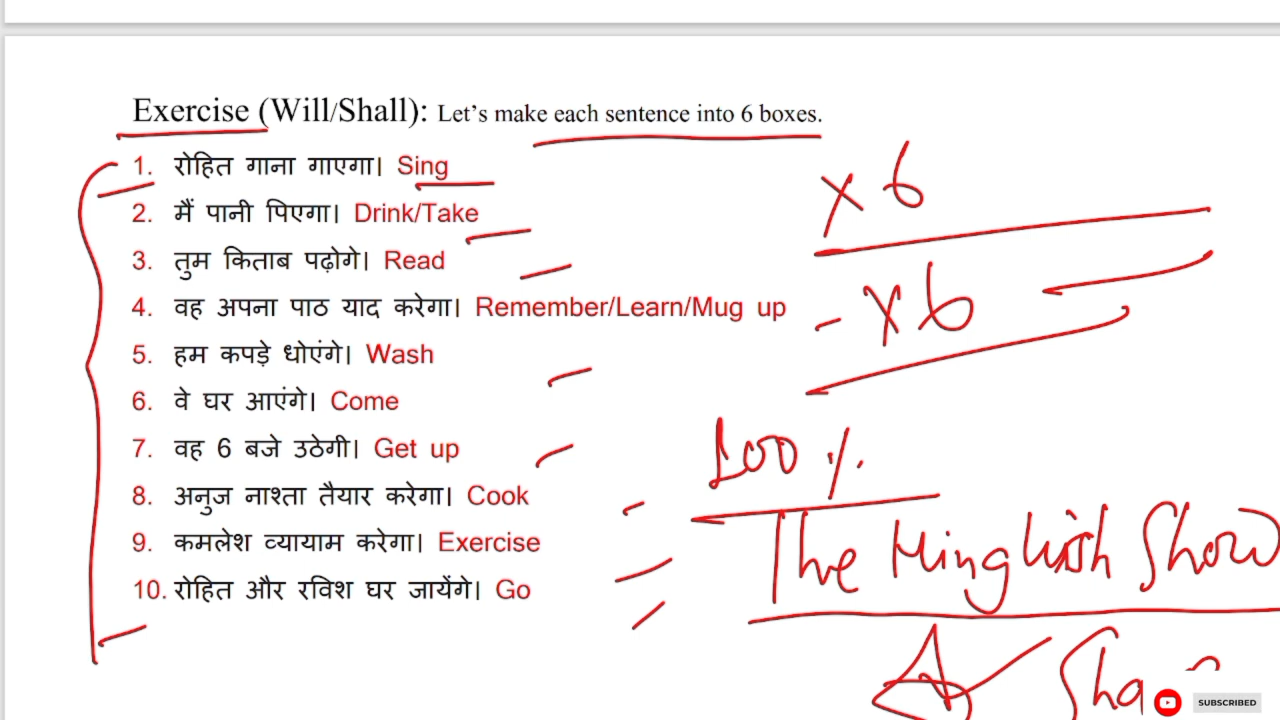 Exercise (Will/Shall): Let's make each sentence into 6 boxes.
1. रोहित गाना गाएगा। Sing
2. मैं पानी पिएगा। Drink/Take
3. तुम किताब पढ़ोगे। Read
4. वह अपना पाठ याद करेगा। Remember/Learn/Mug up
5. हम कपड़े धोएंगे। Wash
6. वे घर आएंगे। Come
7. वह 6 बजे उठेगी। Get up
8. अनुज नाश्ता तैयार करेगा। Cook
9. कमलेश व्यायाम करेगा। Exercise
10. रोहित और रविश घर जायेंगे। Go
x 6
- x 6
100 %
The Hinglish Show
Sha
SUBSCRIBED